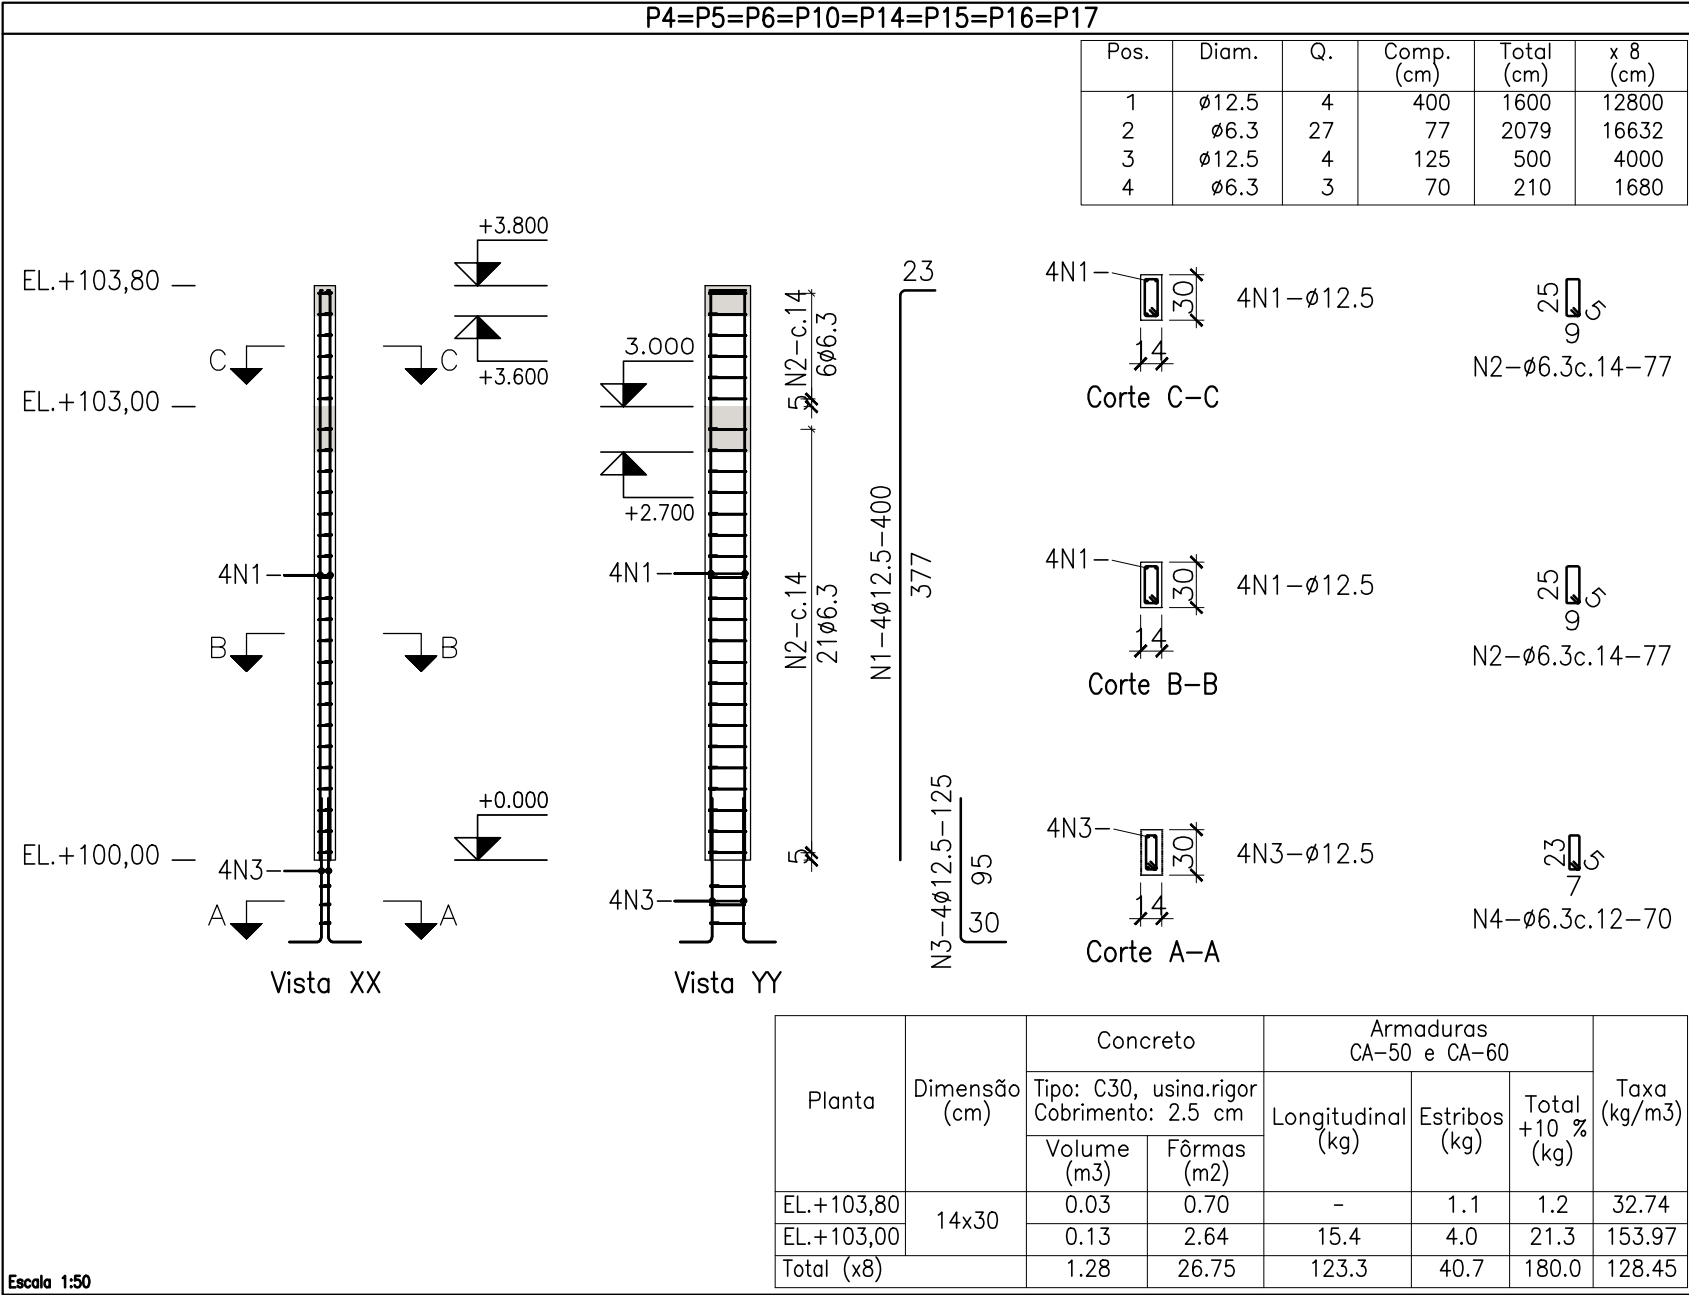 P4=P5=P6=P10=P14=P15=P16=P17
Pos. Diam. Q. Comp. (cm) Total (cm) x 8 (cm)
1 ø12.5 4 400 1600 12800
2 ø6.3 27 77 2079 16632
3 ø12.5 4 125 500 4000
4 ø6.3 3 70 210 1680
EL.+103,80
EL.+103,00
EL.+100,00
C C
B B
A A
4N1
4N3
Vista XX
+3.800
+3.600
3.000
+2.700
+0.000
4N1
4N3
Vista YY
N2-c.14
6ø6.3
5
N2-c.14
21ø6.3
5
23
N1-4ø12.5-400
377
N3-4ø12.5-125
95
30
4N1
30
14
4N1-ø12.5
Corte C-C
25
5
9
N2-ø6.3c.14-77
4N1
30
14
4N1-ø12.5
Corte B-B
25
5
9
N2-ø6.3c.14-77
4N3
30
14
4N3-ø12.5
Corte A-A
23
5
7
N4-ø6.3c.12-70
Planta
Dimensão
(cm)
Concreto
Tipo: C30, usina.rigor
Cobrimento: 2.5 cm
Volume
(m3)
Fôrmas
(m2)
Armaduras
CA-50 e CA-60
Longitudinal
(kg)
Estribos
(kg)
Total
+10 %
(kg)
Taxa
(kg/m3)
EL.+103,80 14x30 0.03 0.70 - 1.1 1.2 32.74
EL.+103,00 0.13 2.64 15.4 4.0 21.3 153.97
Total (x8) 1.28 26.75 123.3 40.7 180.0 128.45
Escala 1:50